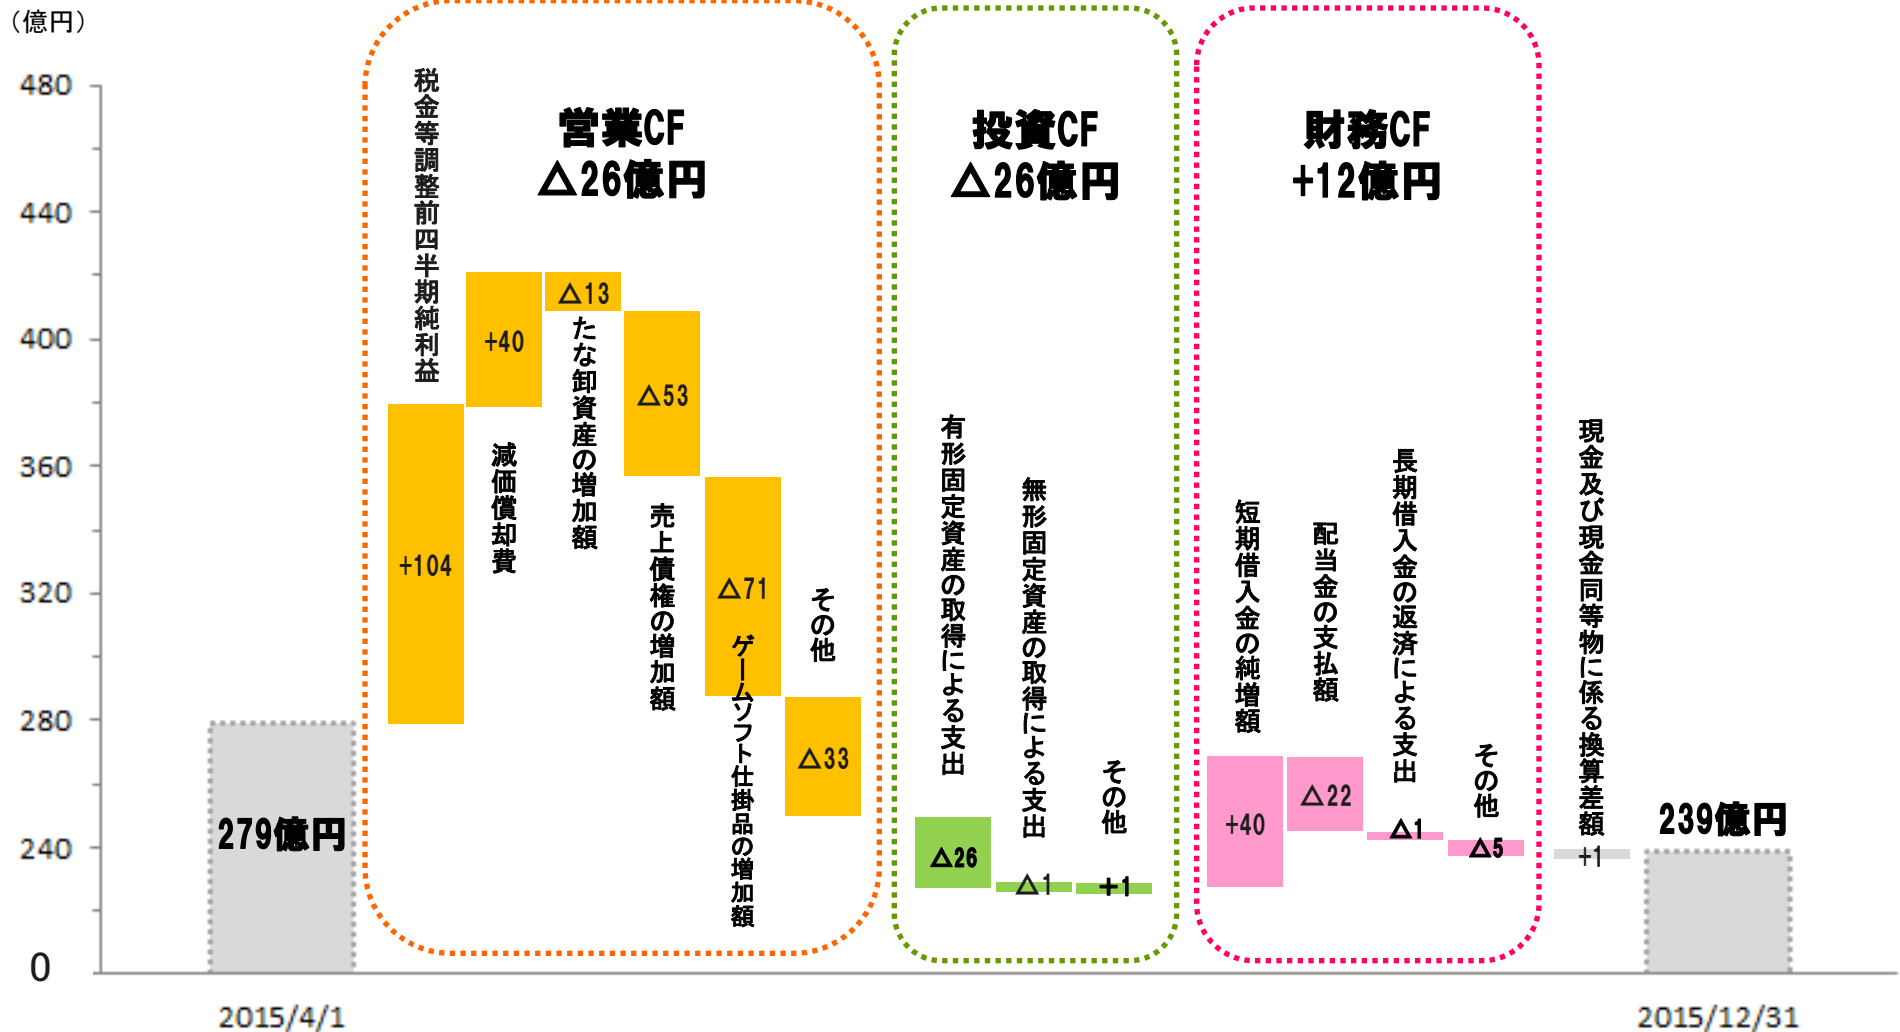 （億円）
480
440
400
360
320
280
240
0
279億円
2015/4/1
営業CF
△26億円
税金等調整前四半期純利益
+104
+40
減価償却費
△13
たな卸資産の増加額
△53
売上債権の増加額
△71
ゲームソフト仕掛品の増加額
その他
△33
投資CF
△26億円
有形固定資産の取得による支出
△26
無形固定資産の取得による支出
△1
その他
+1
財務CF
+12億円
短期借入金の純増額
+40
配当金の支払額
△22
長期借入金の返済による支出
△1
その他
△5
現金及び現金同等物に係る換算差額
+1
239億円
2015/12/31